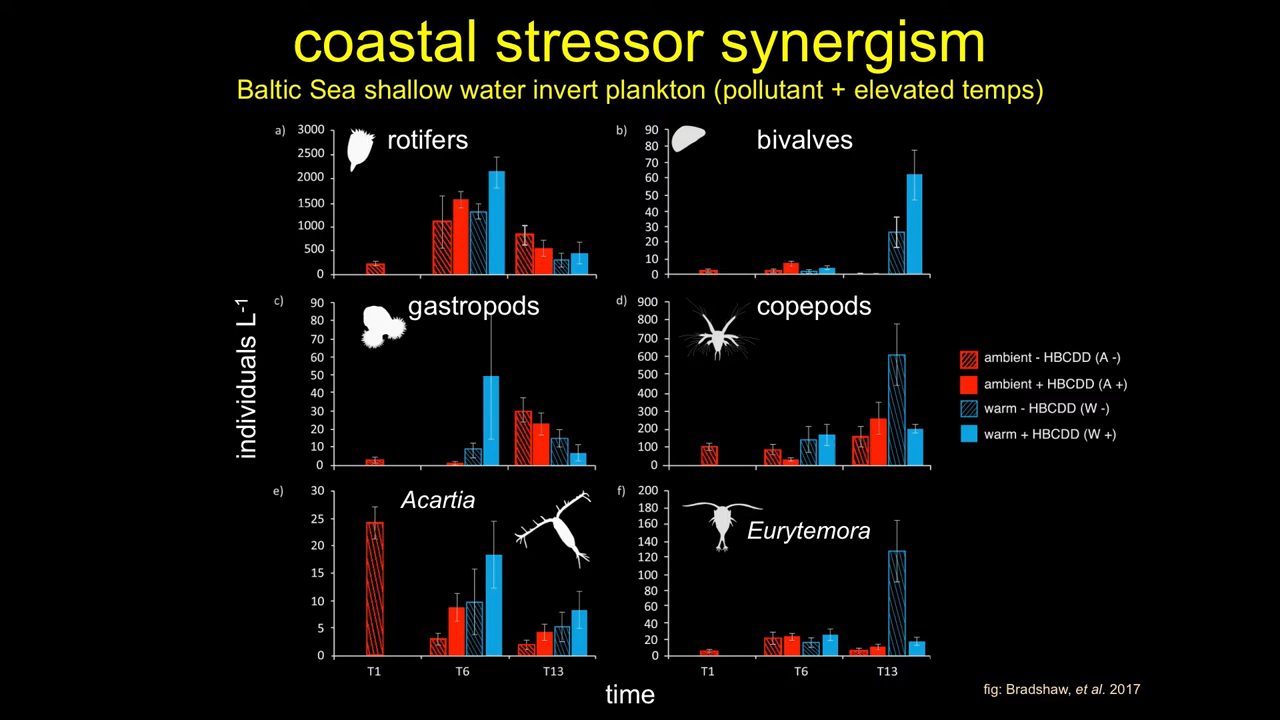 coastal stressor synergism
Baltic Sea shallow water invert plankton (pollutant + elevated temps)
a)
rotifers
3000
2500
2000
1500
1000
500
0
b)
bivalves
90
80
70
60
50
40
30
20
10
0
individuals L-1
c)
gastropods
90
80
70
60
50
40
30
20
10
0
d)
copepods
900
800
700
600
500
400
300
200
100
0
ambient - HBCDD (A -)
ambient + HBCDD (A +)
warm - HBCDD (W -)
warm + HBCDD (W +)
e)
Acartia
30
25
20
15
10
5
0
T1
T6
T13
f)
Eurytemora
200
180
160
140
120
100
80
60
40
20
0
T1
T6
T13
time
fig: Bradshaw, et al. 2017